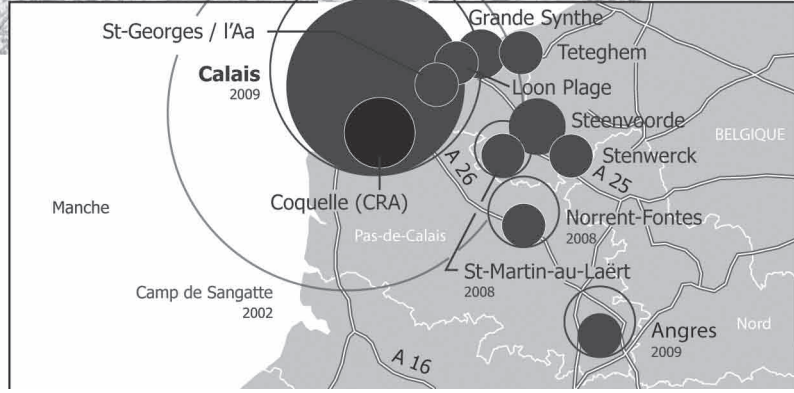 Grande Synthe
St-Georges / l'Aa
Teteghem
Calais
2009
Loon Plage
Steenvoorde
BELGIQUE
Stenwerck
A 26
A 25
Coquelle (CRA)
Manche
Norrent-Fontes
2008
Pas-de-Calais
St-Martin-au-Laërt
2008
Camp de Sangatte
2002
Angres
2009
Nord
A 16